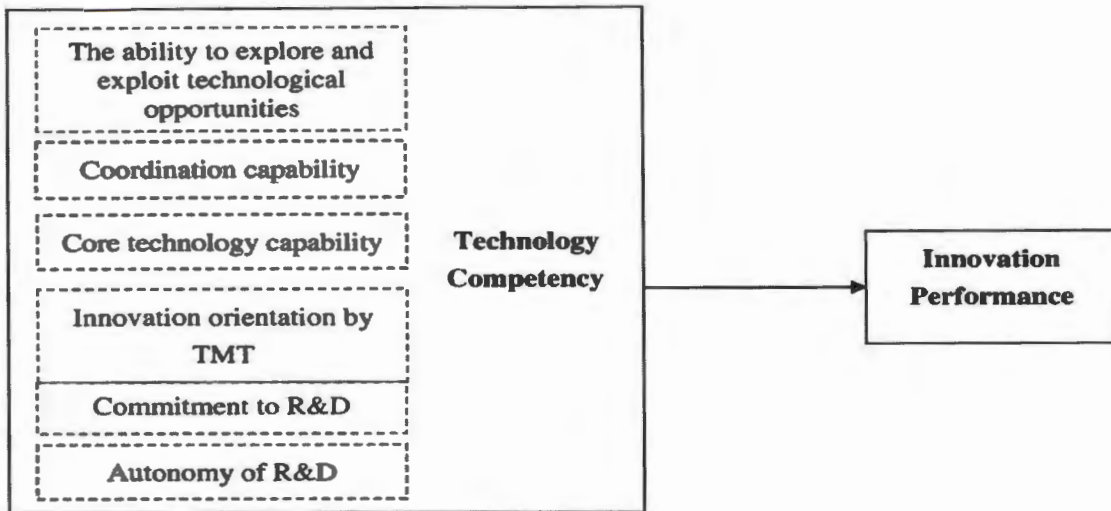 The ability to explore and
exploit technological
opportunities
Coordination capability
Core technology capability
Innovation orientation by
TMT
Commitment to R&D
Autonomy of R&D
Technology
Competency
Innovation
Performance